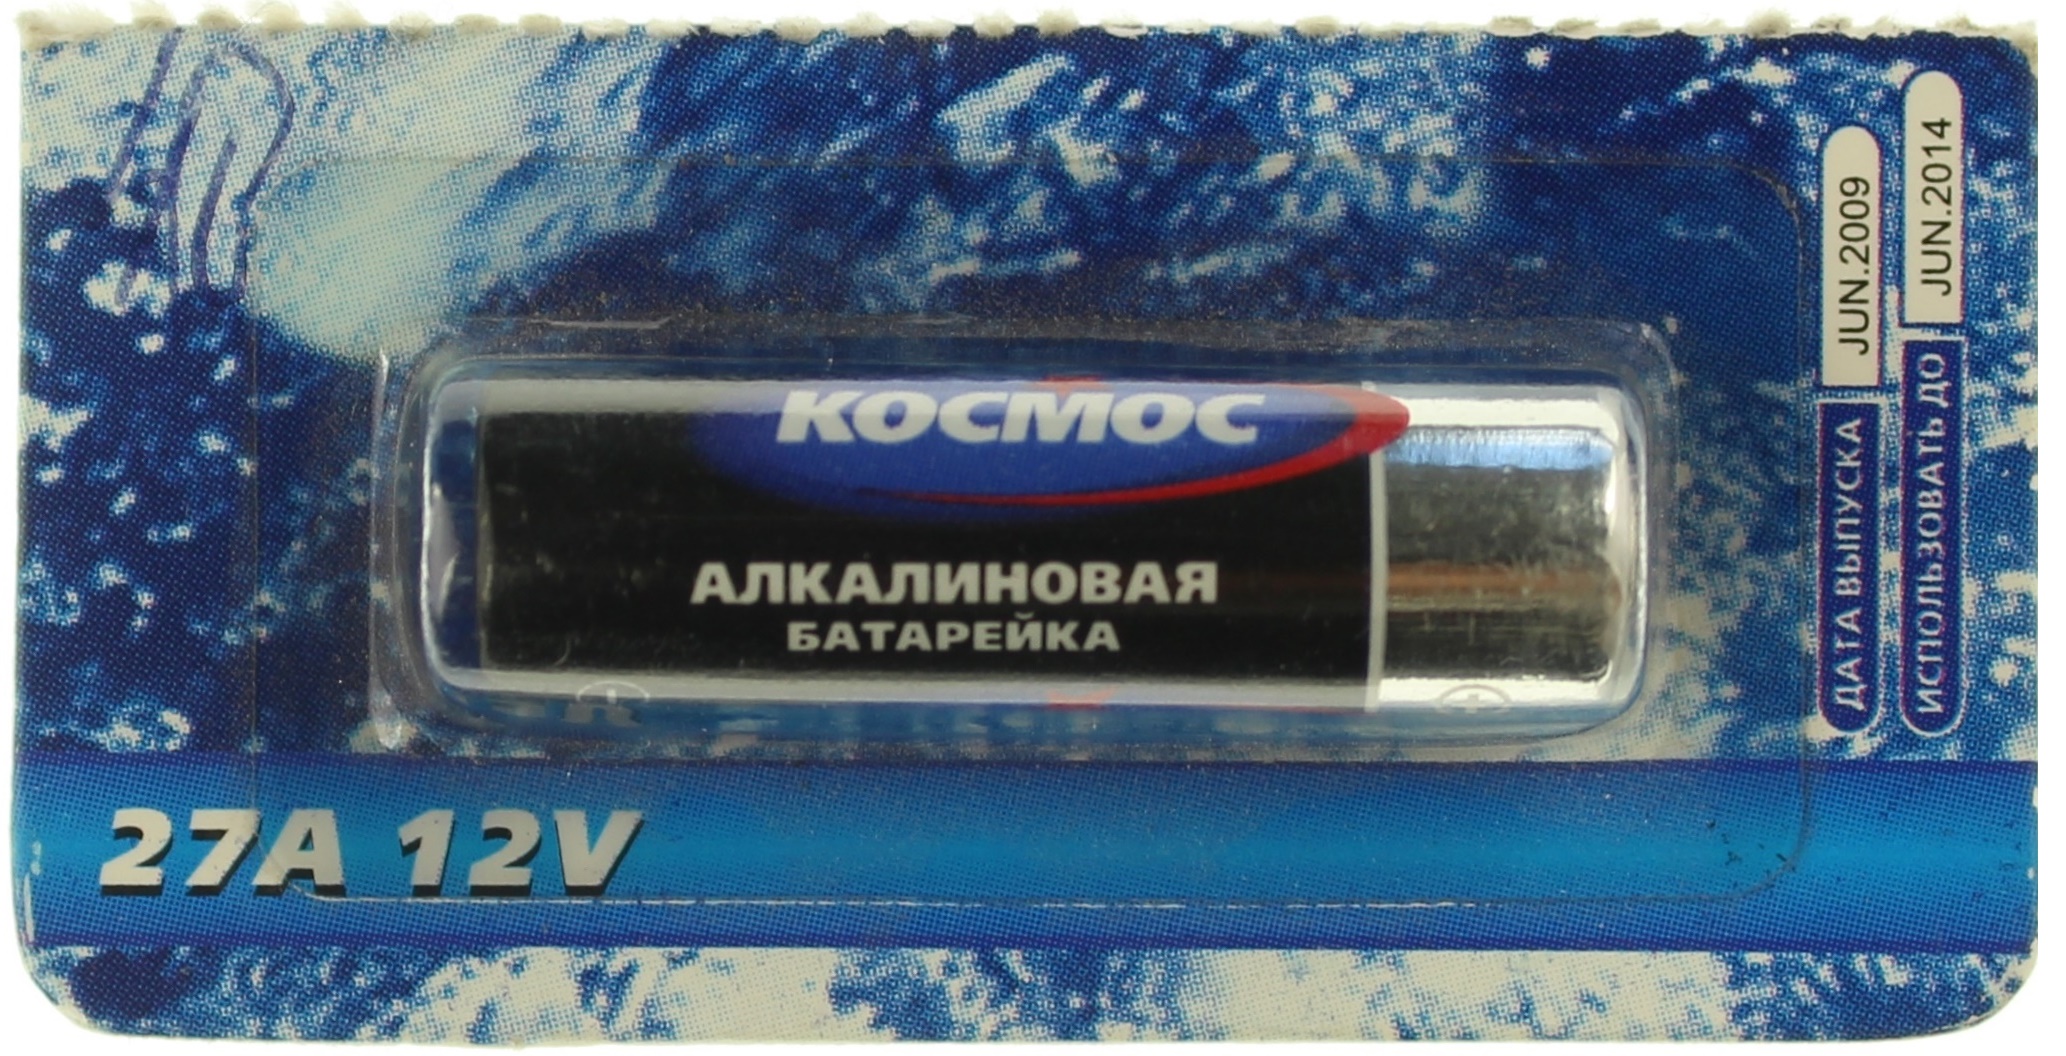 КОСМОС
АЛКАЛИНОВАЯ
БАТАРЕЙКА
27A 12V
ДАТА ВЫПУСКА JUN.2009
ИСПОЛЬЗОВАТЬ ДО JUN.2014